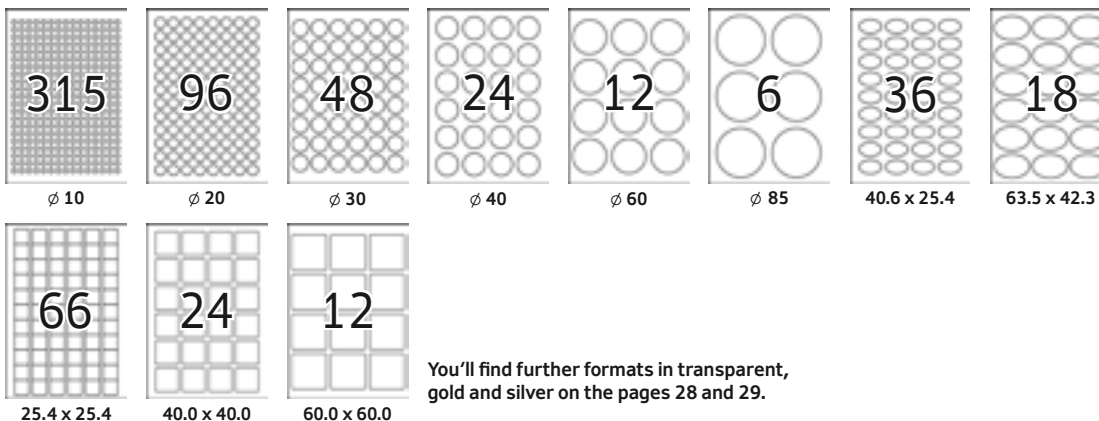 315 96 48 24 12 6 36 18
⌀ 10 ⌀ 20 ⌀ 30 ⌀ 40 ⌀ 60 ⌀ 85 40.6 x 25.4 63.5 x 42.3
66 24 12
You'll find further formats in transparent,
gold and silver on the pages 28 and 29.
25.4 x 25.4 40.0 x 40.0 60.0 x 60.0